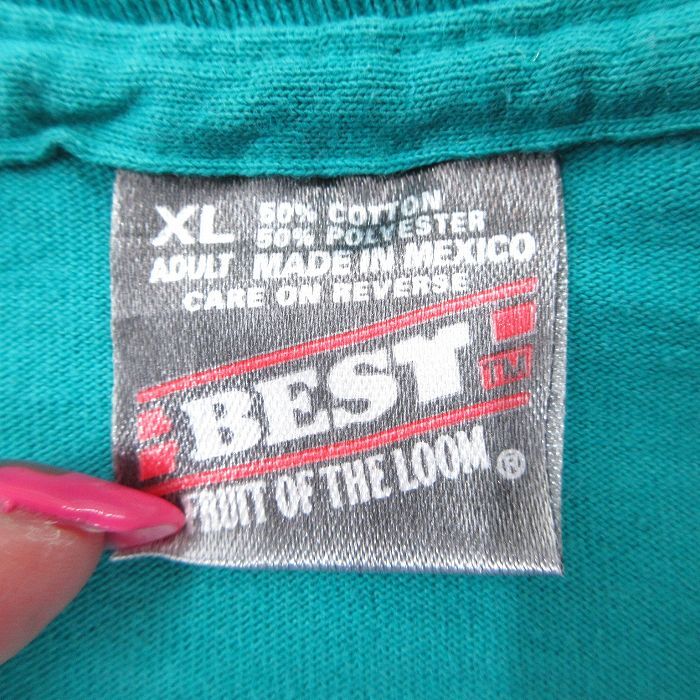 XL 50% COTTON
50% POLYESTER
ADULT MADE IN MEXICO
CARE ON REVERSE
BEST TM
FRUIT OF THE LOOM ®